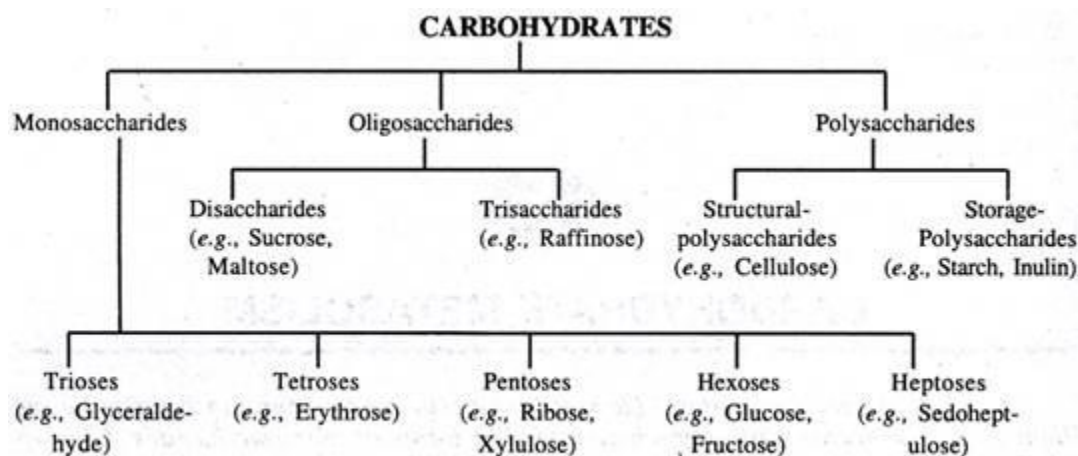 CARBOHYDRATES
Monosaccharides
Oligosaccharides
Polysaccharides
Disaccharides
(e.g., Sucrose,
Maltose)
Trisaccharides
(e.g., Raffinose)
Structural-
polysaccharides
(e.g., Cellulose)
Storage-
Polysaccharides
(e.g., Starch, Inulin)
Trioses
(e.g., Glyceralde-
hyde)
Tetroses
(e.g., Erythrose)
Pentoses
(e.g., Ribose,
Xylulose)
Hexoses
(e.g., Glucose,
Fructose)
Heptoses
(e.g., Sedohept-
ulose)